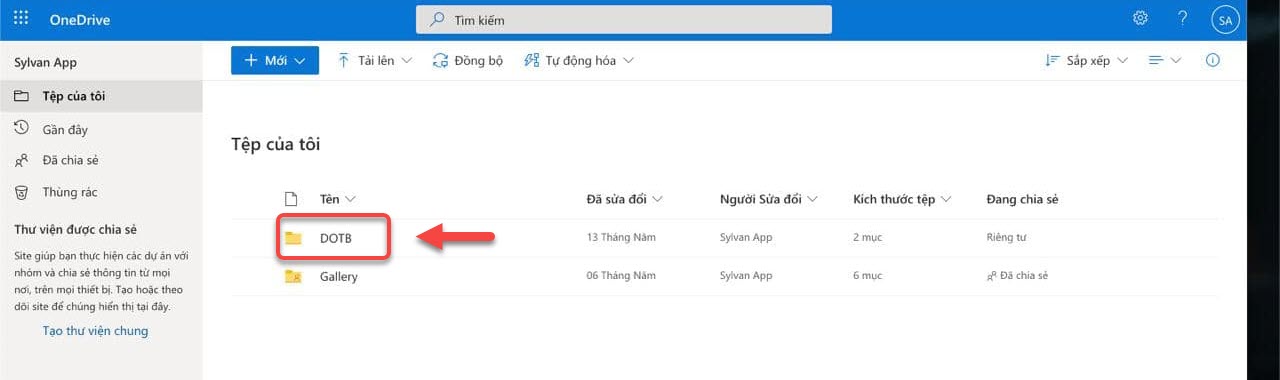 OneDrive
Tìm kiếm
SA
Sylvan App
Tệp của tôi
Gần đây
Đã chia sẻ
Thùng rác
Thư viện được chia sẻ
Site giúp bạn thực hiện các dự án với
nhóm và chia sẻ thông tin từ mọi
nơi, trên mọi thiết bị. Tạo hoặc theo
dõi site để chúng hiển thị tại đây.
Tạo thư viện chung
Mới
Tải lên
Đồng bộ
Tự động hóa
Sắp xếp
Tệp của tôi
Tên Đã sửa đổi Người Sửa đổi Kích thước tệp Đang chia sẻ
DOTB 13 Tháng Năm Sylvan App 2 mục Riêng tư
Gallery 06 Tháng Năm Sylvan App 6 mục Đã chia sẻ